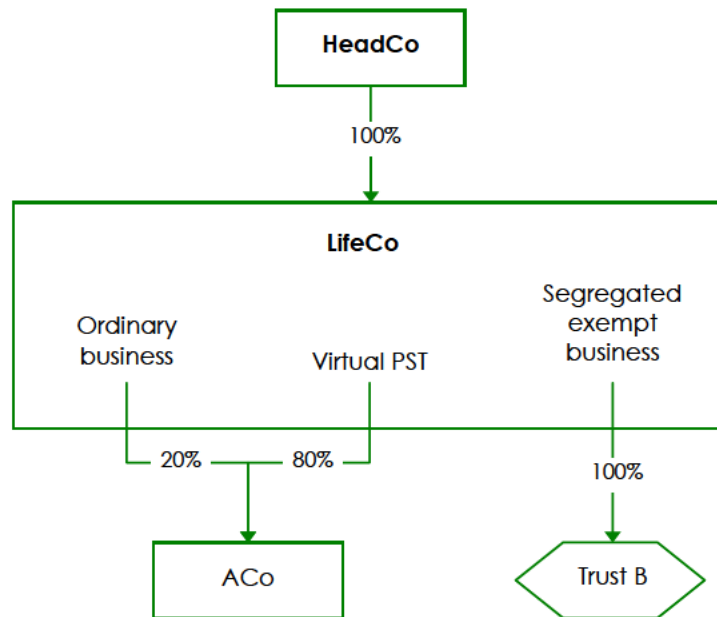 HeadCo
100%
LifeCo
Ordinary
business
Virtual PST
Segregated
exempt
business
20%
80%
100%
ACo
Trust B